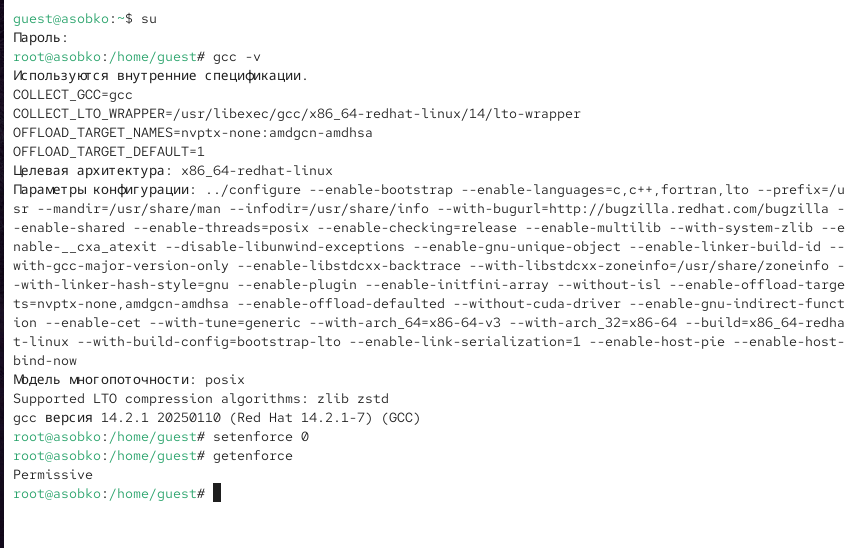 guest@asobko:~$ su
Пароль:
root@asobko:/home/guest# gcc -v
Используются внутренние спецификации.
COLLECT_GCC=gcc
COLLECT_LTO_WRAPPER=/usr/libexec/gcc/x86_64-redhat-linux/14/lto-wrapper
OFFLOAD_TARGET_NAMES=nvptx-none:amdgcn-amdhsa
OFFLOAD_TARGET_DEFAULT=1
Целевая архитектура: x86_64-redhat-linux
Параметры конфигурации: ../configure --enable-bootstrap --enable-languages=c,c++,fortran,lto --prefix=/u
sr --mandir=/usr/share/man --infodir=/usr/share/info --with-bugurl=http://bugzilla.redhat.com/bugzilla -
-enable-shared --enable-threads=posix --enable-checking=release --enable-multilib --with-system-zlib --e
nable-__cxa_atexit --disable-libunwind-exceptions --enable-gnu-unique-object --enable-linker-build-id --
with-gcc-major-version-only --enable-libstdcxx-backtrace --with-libstdcxx-zoneinfo=/usr/share/zoneinfo -
-with-linker-hash-style=gnu --enable-plugin --enable-initfini-array --without-isl --enable-offload-targe
ts=nvptx-none,amdgcn-amdhsa --enable-offload-defaulted --without-cuda-driver --enable-gnu-indirect-funct
ion --enable-cet --with-tune=generic --with-arch_64=x86-64-v3 --with-arch_32=x86-64 --build=x86_64-redha
t-linux --with-build-config=bootstrap-lto --enable-link-serialization=1 --enable-host-pie --enable-host-
bind-now
Модель многопоточности: posix
Supported LTO compression algorithms: zlib zstd
gcc версия 14.2.1 20250110 (Red Hat 14.2.1-7) (GCC)
root@asobko:/home/guest# setenforce 0
root@asobko:/home/guest# getenforce
Permissive
root@asobko:/home/guest#